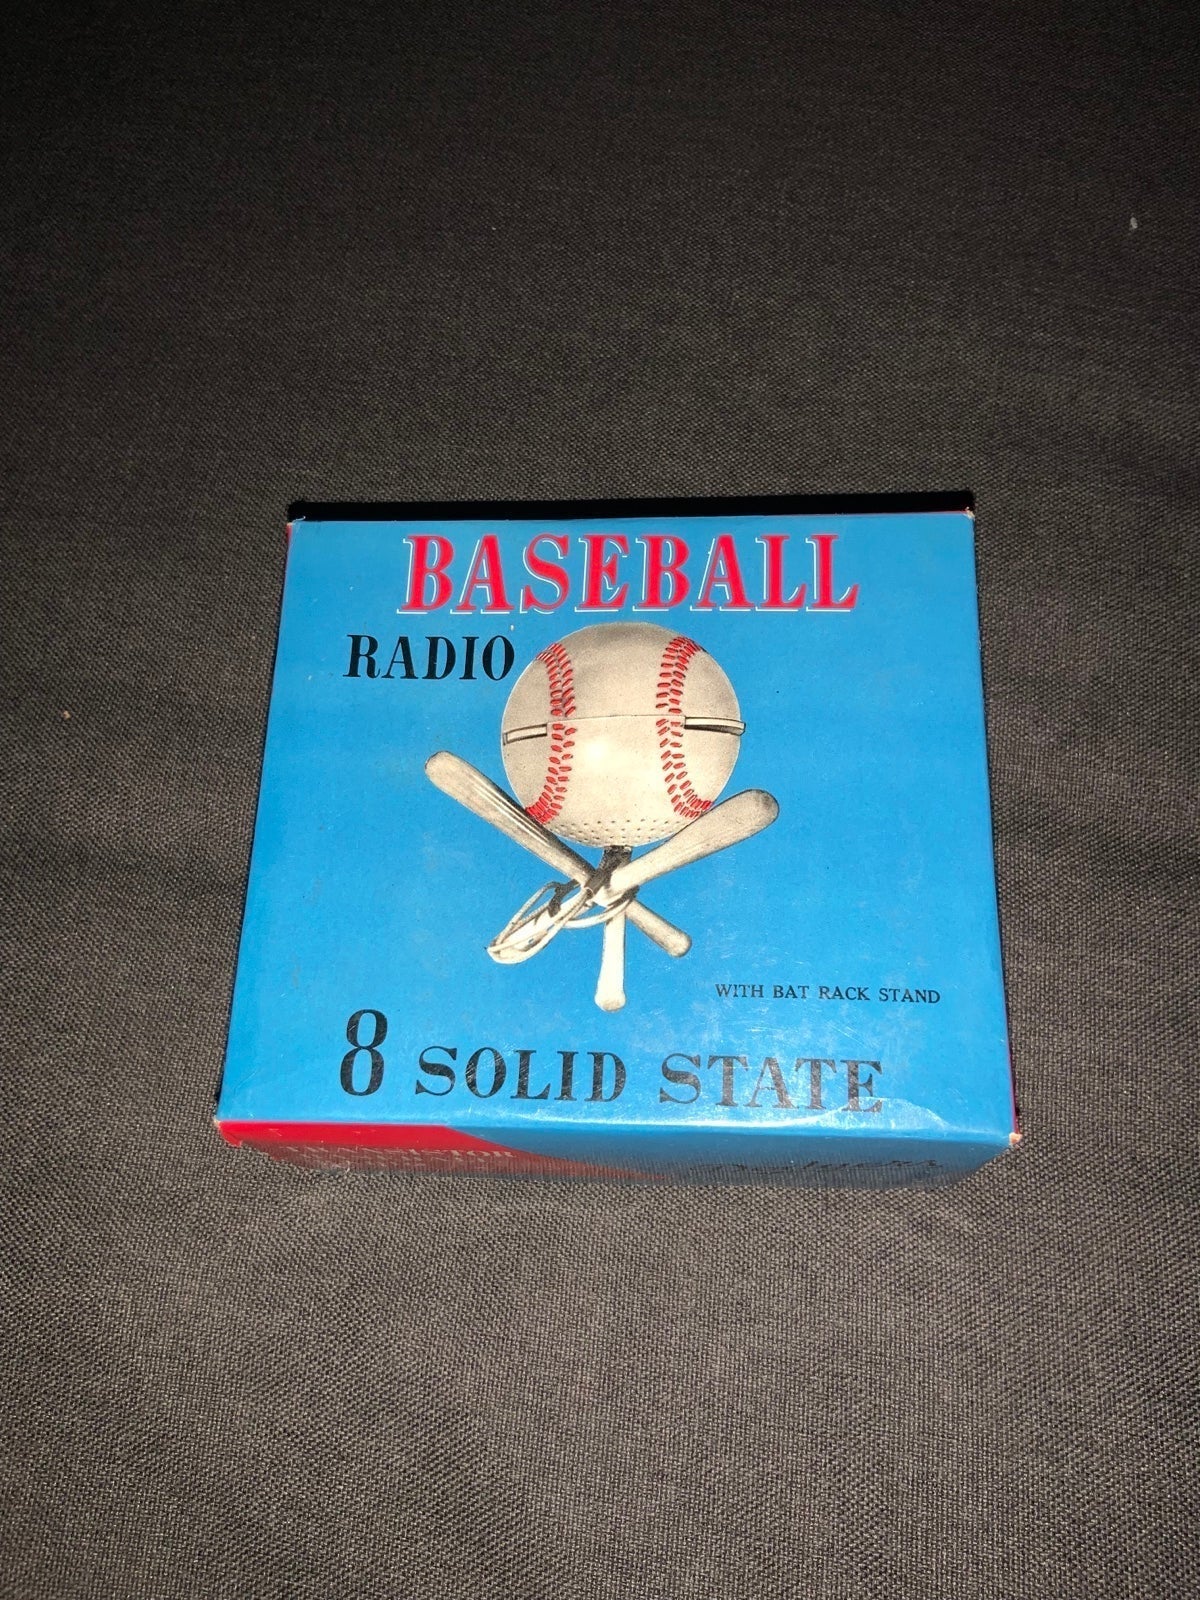 BASEBALL
RADIO
WITH BAT RACK STAND
8 SOLID STATE